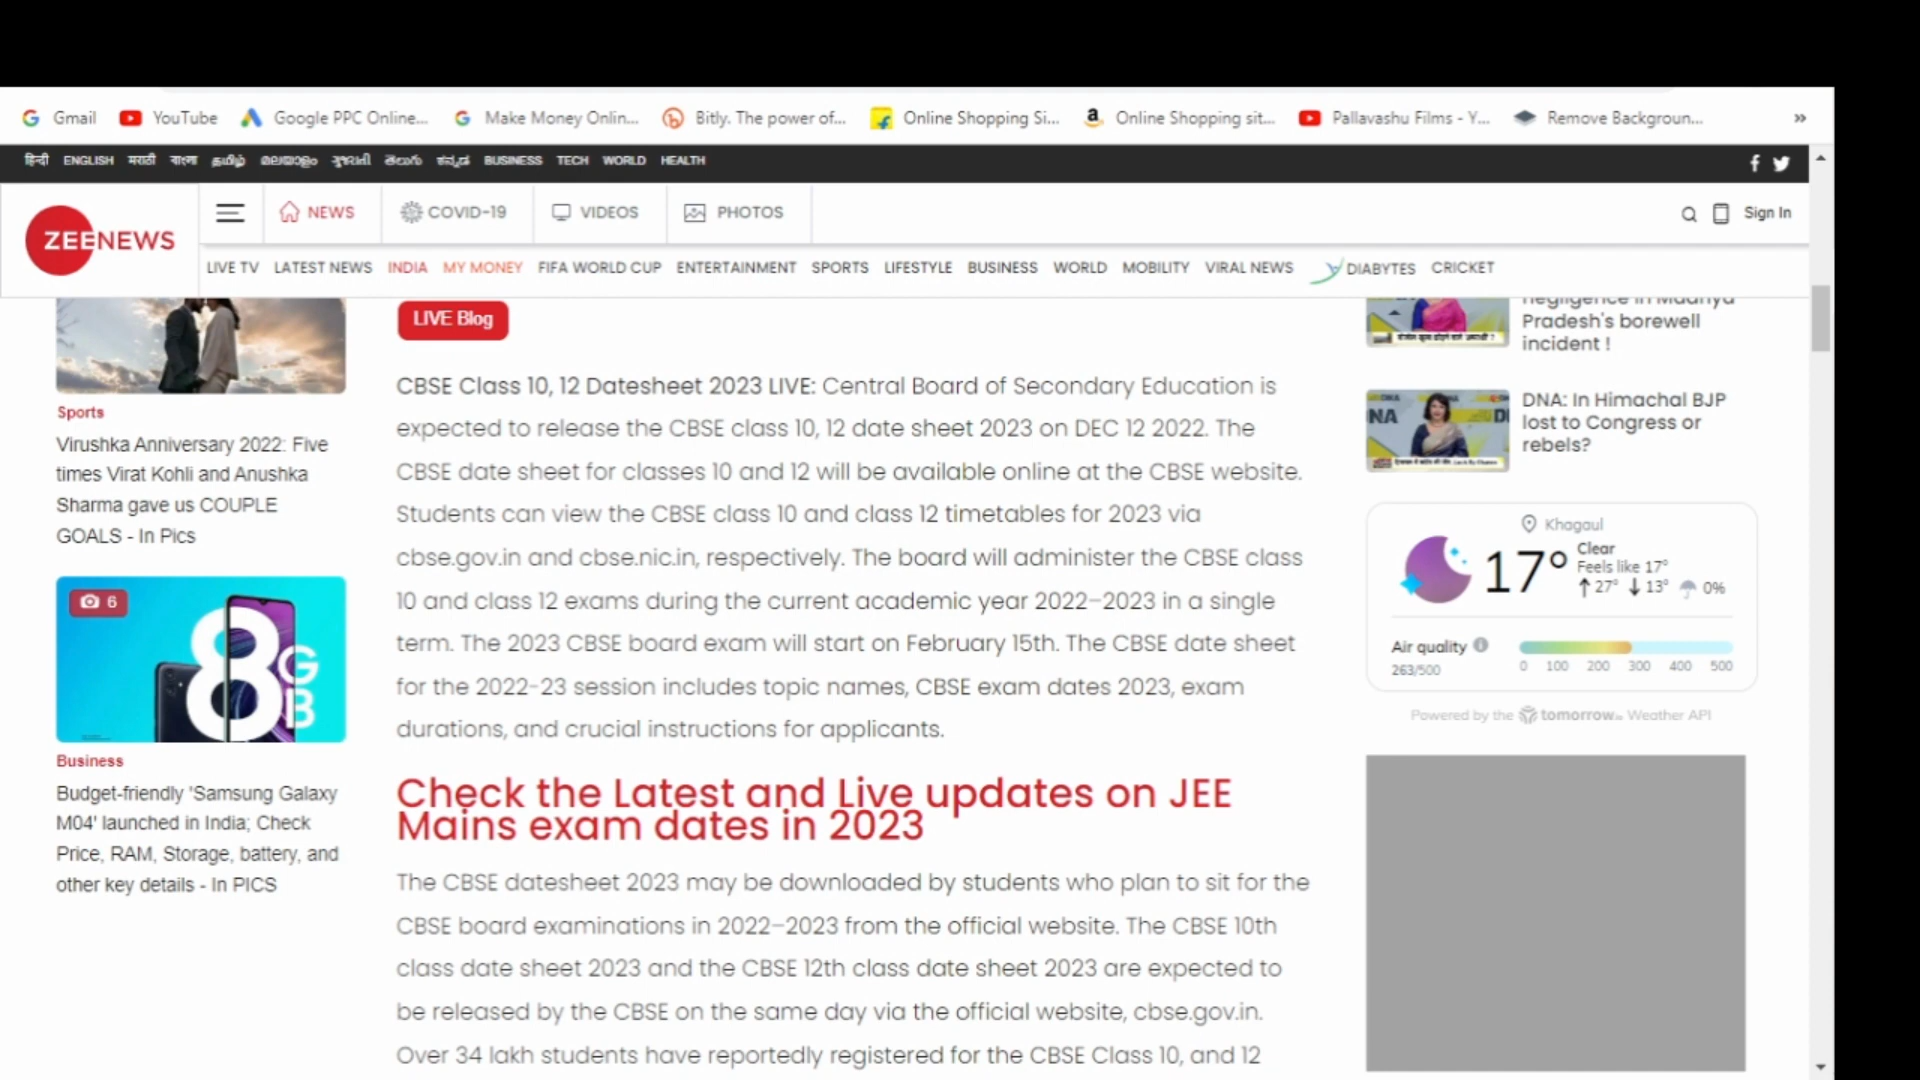 Gmail YouTube Google PPC Online... Make Money Onlin... Bitly. The power of... Online Shopping Si... Online Shopping sit... Pallavashu Films - Y... Remove Backgroun... »
हिन्दी ENGLISH मराठी বাংলা தமிழ் മലയാളം ગુજરાતી తెలుగు ಕನ್ನಡ BUSINESS TECH WORLD HEALTH
ZEENEWS
NEWS COVID-19 VIDEOS PHOTOS Sign In
LIVE TV LATEST NEWS INDIA MY MONEY FIFA WORLD CUP ENTERTAINMENT SPORTS LIFESTYLE BUSINESS WORLD MOBILITY VIRAL NEWS DIABYTES CRICKET
Sports
Virushka Anniversary 2022: Five
times Virat Kohli and Anushka
Sharma gave us COUPLE
GOALS - In Pics
6
8 GB
Business
Budget-friendly 'Samsung Galaxy
M04' launched in India; Check
Price, RAM, Storage, battery, and
other key details - In PICS
LIVE Blog
CBSE Class 10, 12 Datesheet 2023 LIVE: Central Board of Secondary Education is
expected to release the CBSE class 10, 12 date sheet 2023 on DEC 12 2022. The
CBSE date sheet for classes 10 and 12 will be available online at the CBSE website.
Students can view the CBSE class 10 and class 12 timetables for 2023 via
cbse.gov.in and cbse.nic.in, respectively. The board will administer the CBSE class
10 and class 12 exams during the current academic year 2022–2023 in a single
term. The 2023 CBSE board exam will start on February 15th. The CBSE date sheet
for the 2022-23 session includes topic names, CBSE exam dates 2023, exam
durations, and crucial instructions for applicants.
Check the Latest and Live updates on JEE
Mains exam dates in 2023
The CBSE datesheet 2023 may be downloaded by students who plan to sit for the
CBSE board examinations in 2022–2023 from the official website. The CBSE 10th
class date sheet 2023 and the CBSE 12th class date sheet 2023 are expected to
be released by the CBSE on the same day via the official website, cbse.gov.in.
Over 34 lakh students have reportedly registered for the CBSE Class 10, and 12
negligence in Madhya
Pradesh's borewell
incident !
DNA: In Himachal BJP
lost to Congress or
rebels?
Khagaul
17° Clear
Feels like 17°
27° 13° 0%
Air quality
263/500
0 100 200 300 400 500
Powered by the tomorrow.io Weather API